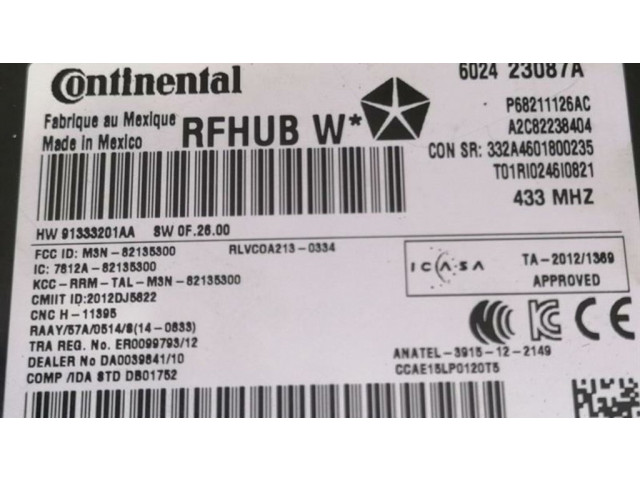 Continental
6024 23087A
Fabrique au Mexique
Made in Mexico
RFHUB W*
P68211126AC
A2C82238404
CON SR: 332A4601800235
T01RI0246I0821
433 MHZ
HW 91333201AA SW 0F.26.00
FCC ID: M3N-82135300 RLVCOA213-0334
IC: 7812A-82135300
KCC-RRM-TAL-M3N-82135300
CMIIT ID:2012DJ5822
CNC H-11395
RAAY/57A/0514/S(14-0833)
TRA REG. No. ER0099793/12
DEALER No DA0039841/10
COMP /IDA STD DB01752
ICASA
TA-2012/1369
APPROVED
CE
ANATEL-3915-12-2149
CCAE15LP0120T5